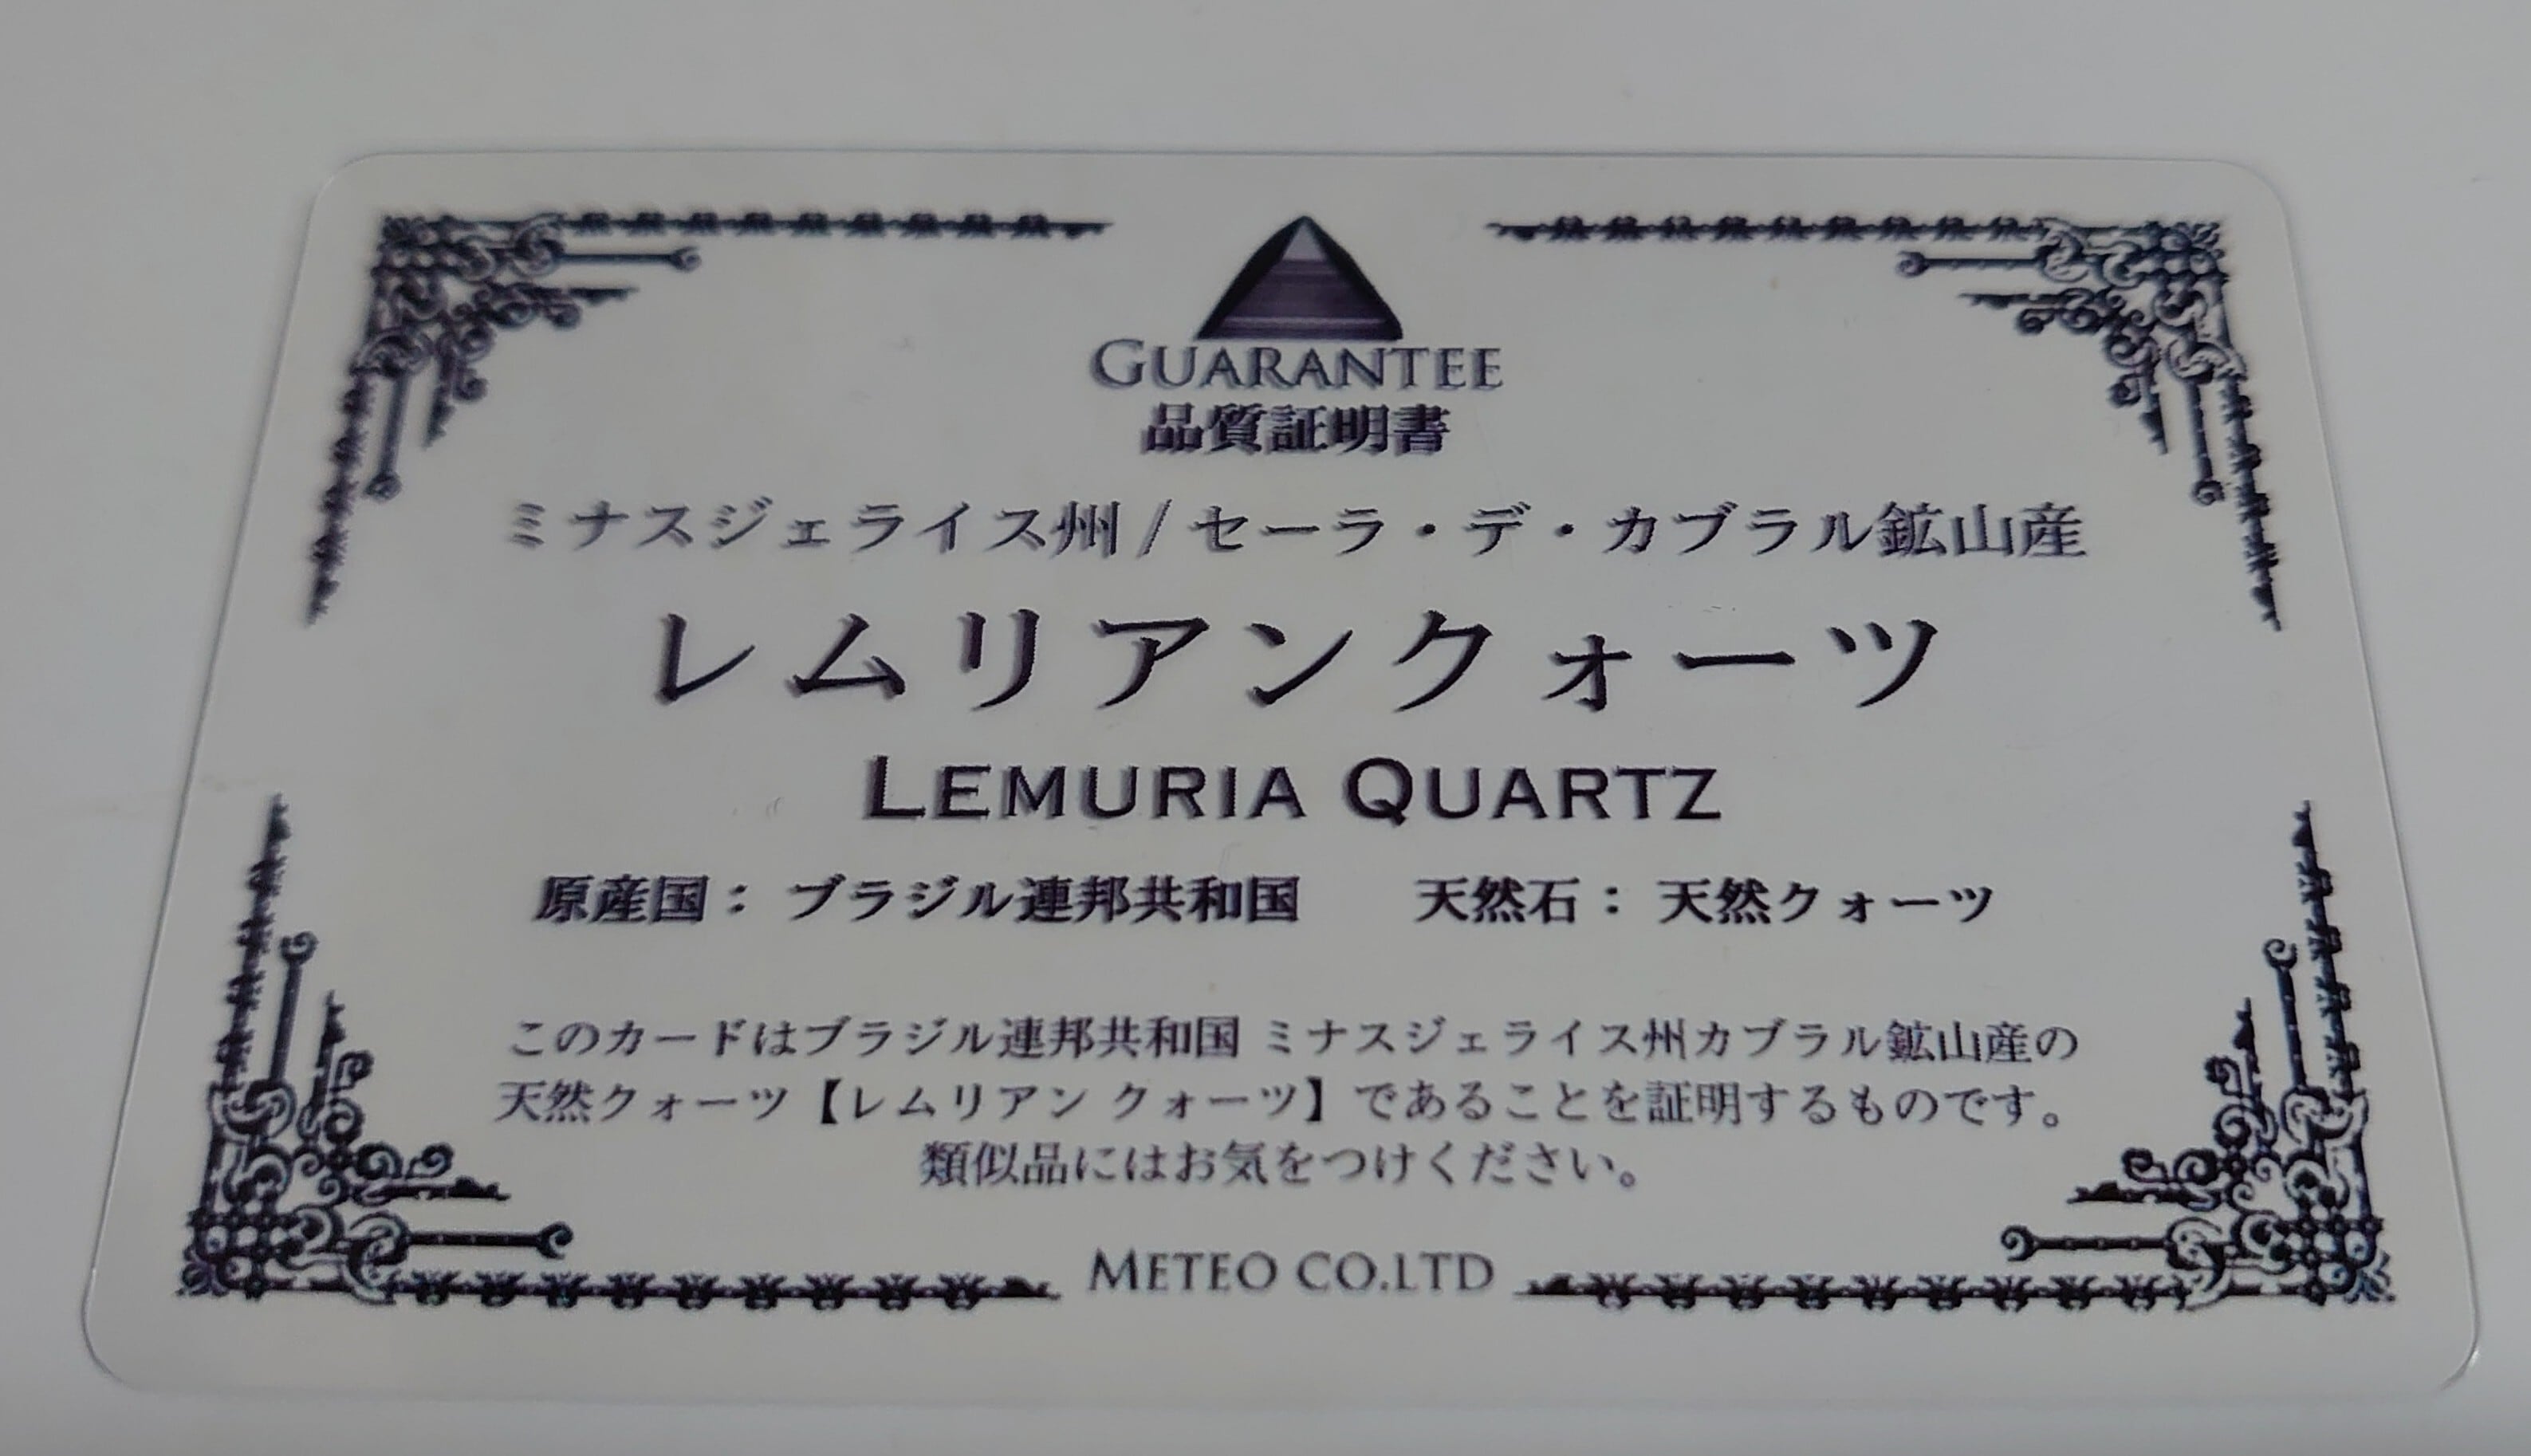 GUARANTEE
品質証明書
ミナスジェライス州 / セーラ・デ・カブラル鉱山産
レムリアンクォーツ
LEMURIA QUARTZ
原産国： ブラジル連邦共和国　　天然石： 天然クォーツ
このカードはブラジル連邦共和国 ミナスジェライス州カブラル鉱山産の
天然クォーツ【レムリアン クォーツ】であることを証明するものです。
類似品にはお気をつけください。
METEO CO.LTD